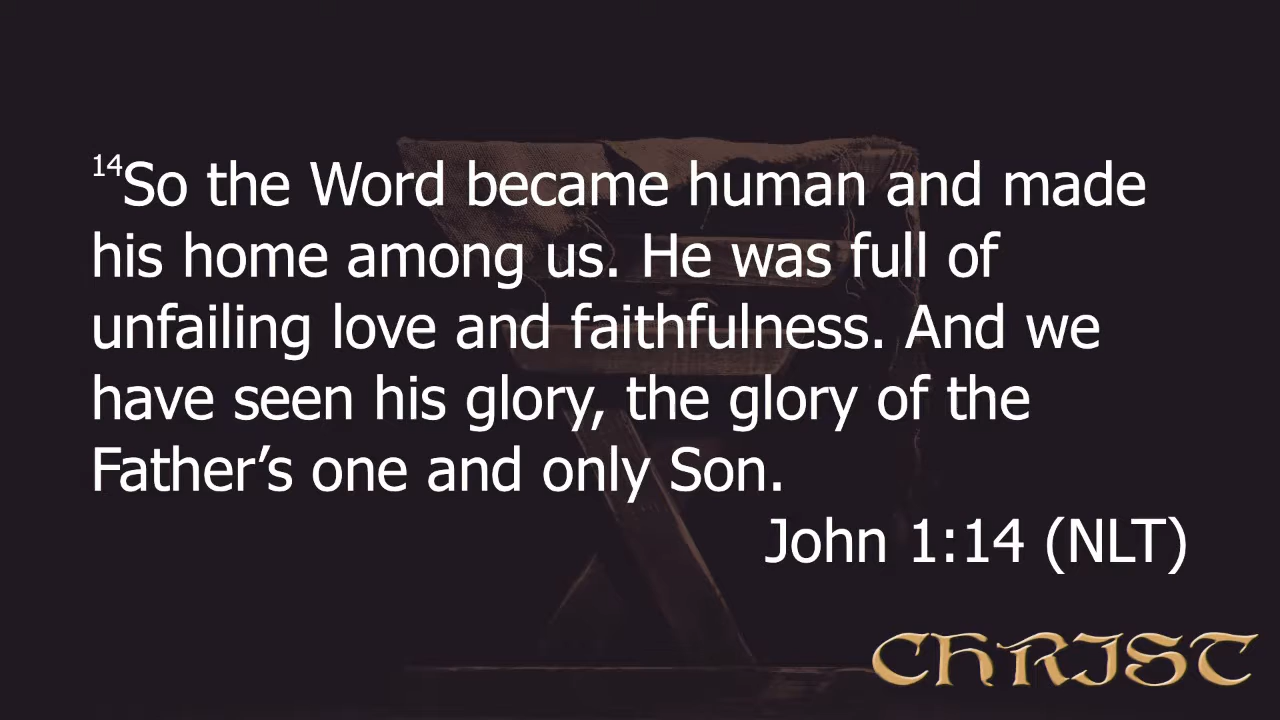 14So the Word became human and made
his home among us. He was full of
unfailing love and faithfulness. And we
have seen his glory, the glory of the
Father’s one and only Son.
John 1:14 (NLT)
CHRIST